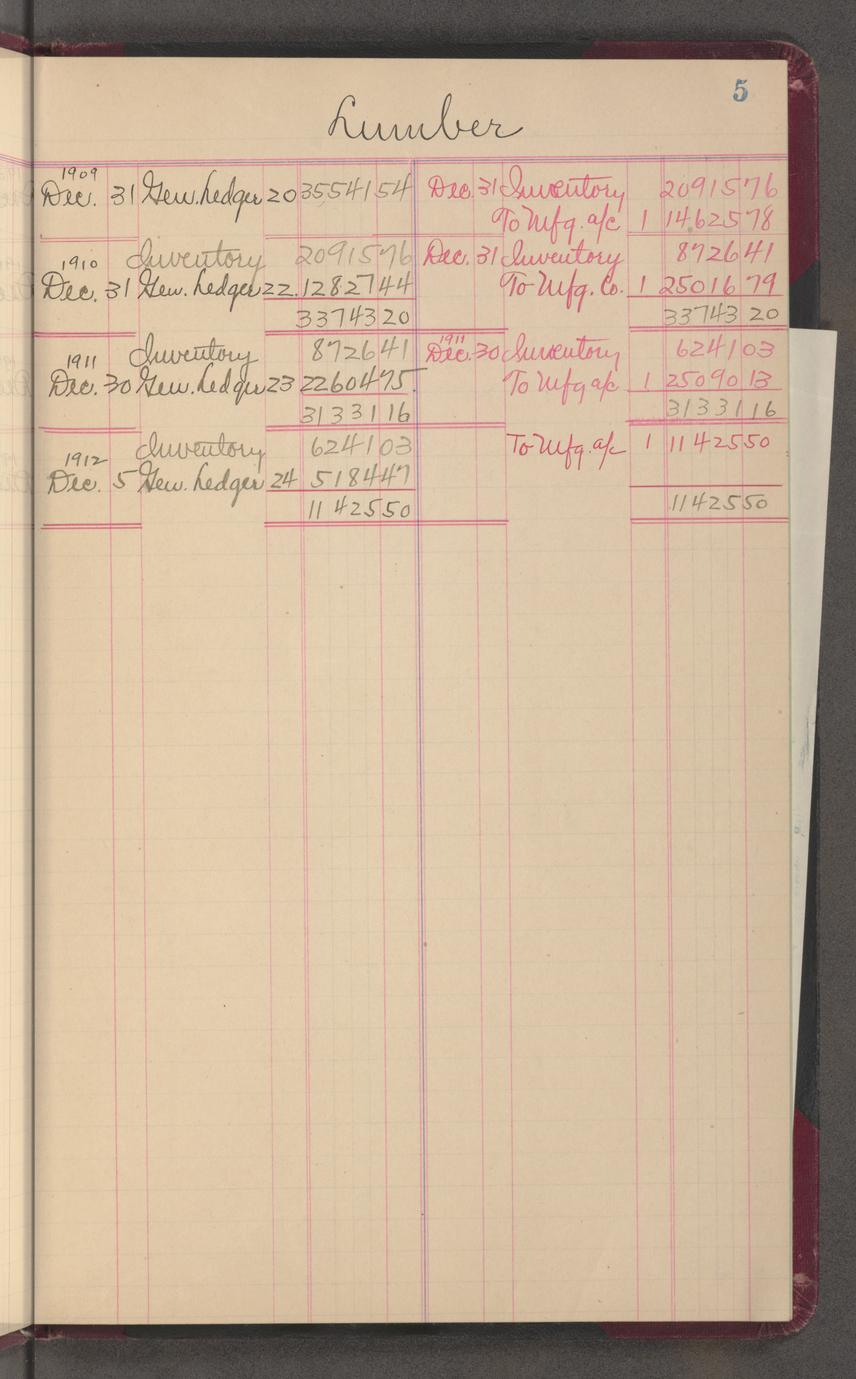 5
Lumber
1909
Dec. 31 Gen. Ledger 20 35,541 54 Dec. 31 Inventory 20915 76
To Mfg. a/c 1 14,625 78
1910 Inventory 20915 76 Dec. 31 Inventory 8726 41
Dec. 31 Gen. Ledger 22 12827 44 To Mfg. Co. 1 25016 79
33743 20 33743 20
1911 Inventory 8726 41 1911 Dec. 30 Inventory 6241 03
Dec. 30 Gen. Ledger 23 22604 75 To Mfg a/c 1 25090 13
31331 16 31331 16
1912 Inventory 6241 03 To Mfg. a/c 1 11425 50
Dec. 5 Gen. Ledger 24 5184 47
11425 50 11425 50